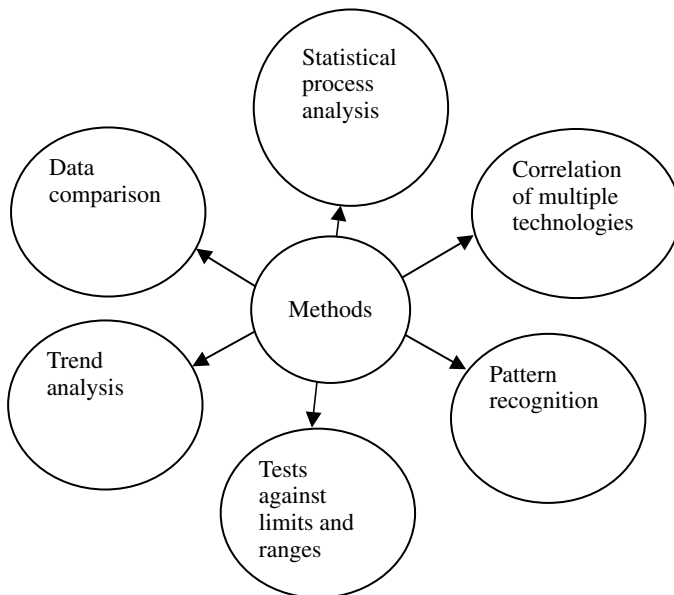 Statistical
process
analysis
Data
comparison
Correlation
of multiple
technologies
Methods
Trend
analysis
Pattern
recognition
Tests
against
limits and
ranges